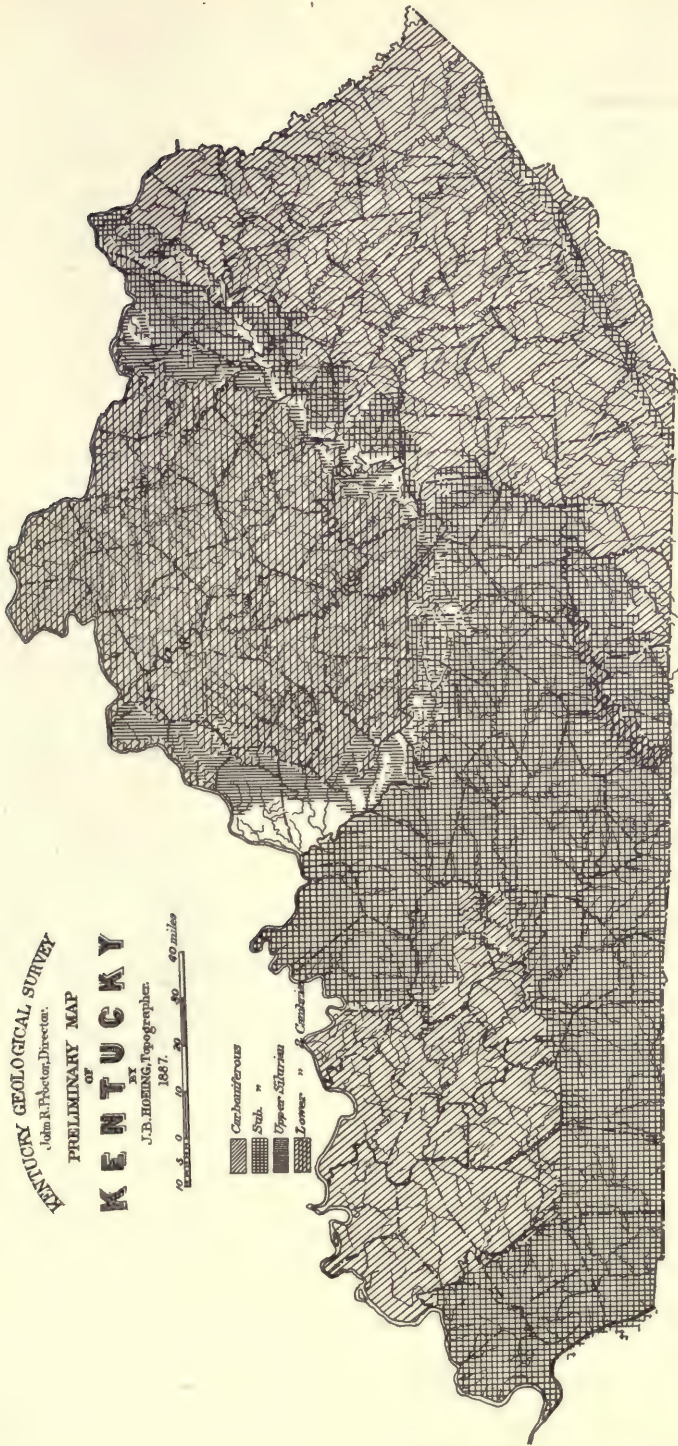 KENTUCKY GEOLOGICAL SURVEY
John R. Procter, Director.
PRELIMINARY MAP
OF
KENTUCKY
BY
J.B. HOEING, Topographer.
1887.
10 5 0 10 20 30 40 miles
Carboniferous
Sub. "
Upper Silurian
Lower " & Cambrian